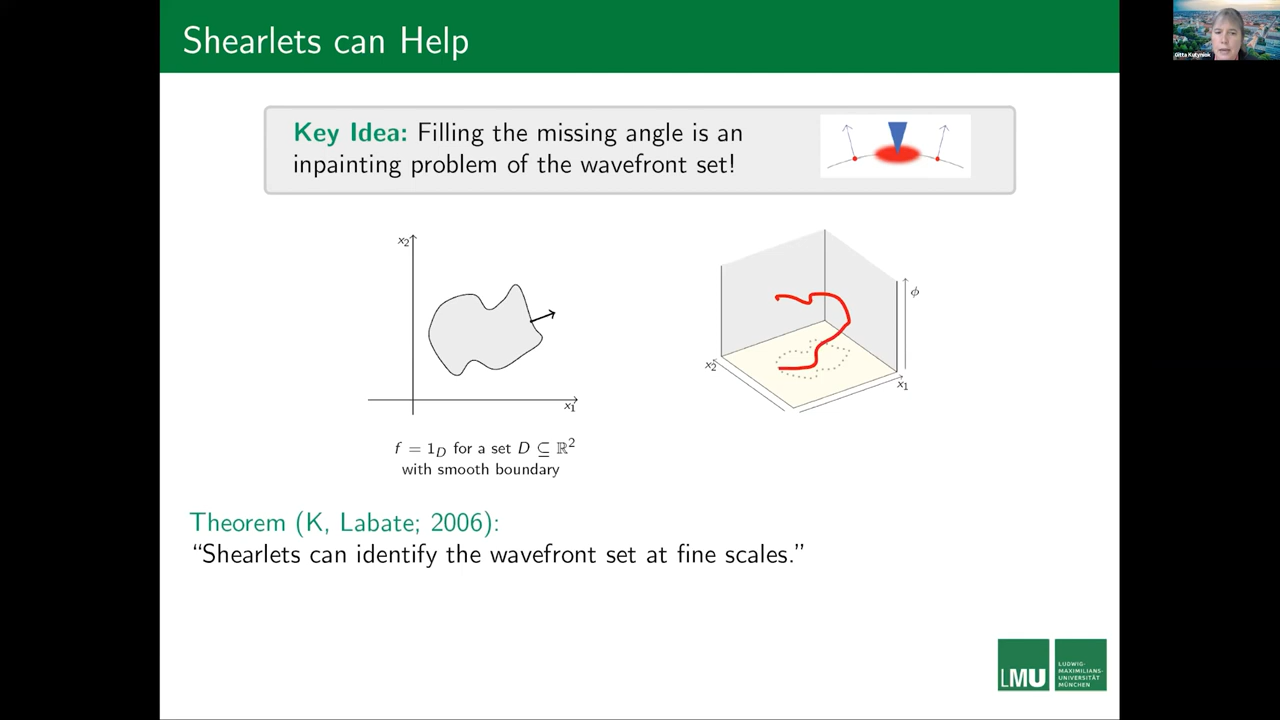 Shearlets can Help
Gitta Kutyniok
Key Idea: Filling the missing angle is an
inpainting problem of the wavefront set!
x₂
x₁
ϕ
x₂
x₁
f = 1_D for a set D ⊆ ℝ²
with smooth boundary
Theorem (K, Labate; 2006):
“Shearlets can identify the wavefront set at fine scales.”
LMU
LUDWIG-
MAXIMILIANS-
UNIVERSITÄT
MÜNCHEN